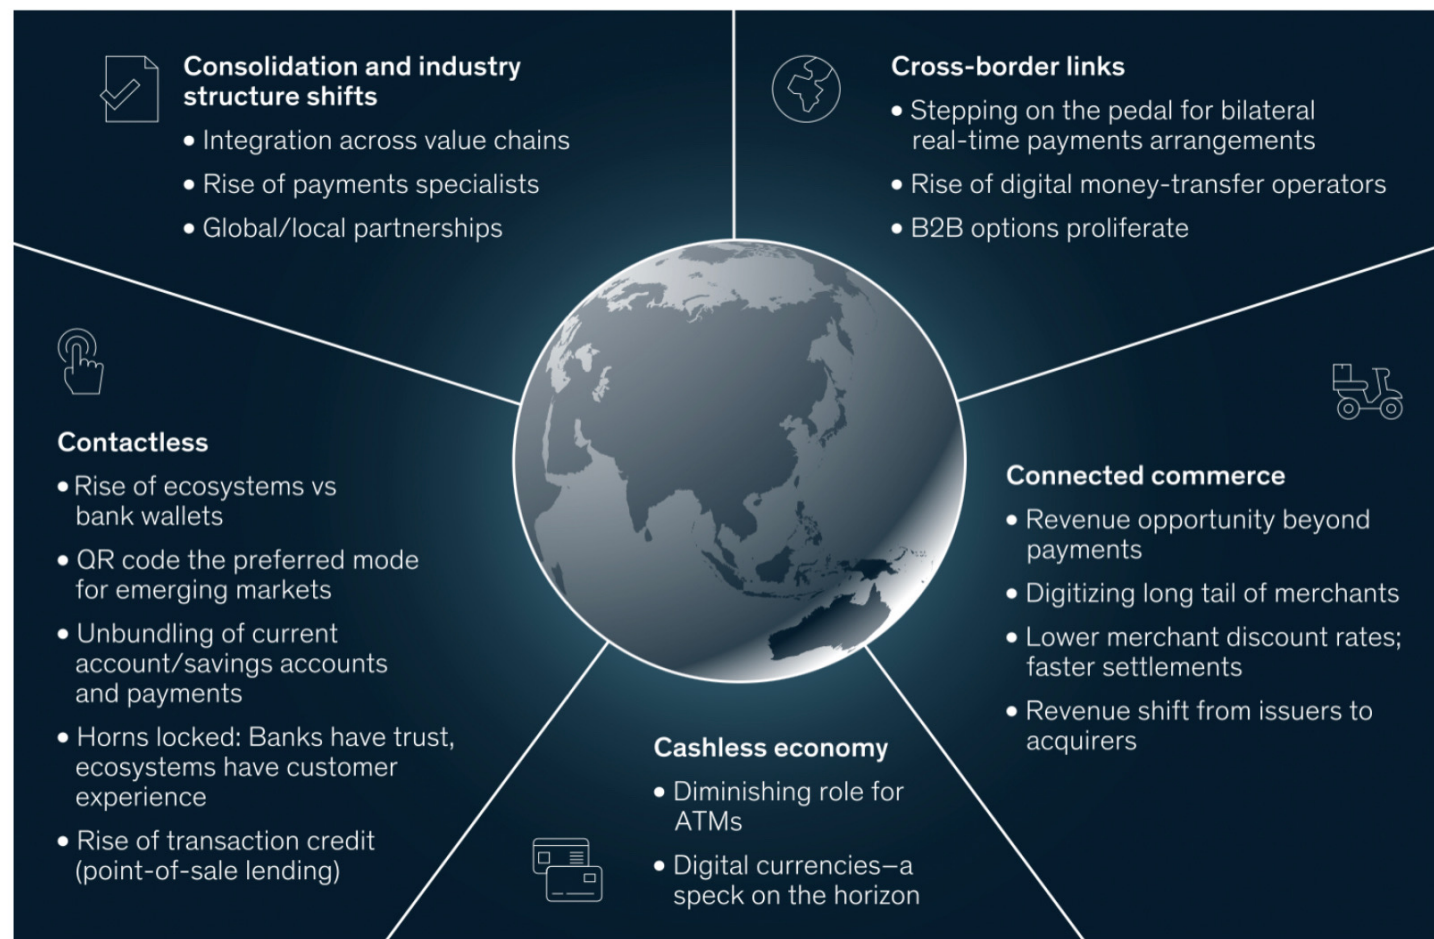 Consolidation and industry
structure shifts
• Integration across value chains
• Rise of payments specialists
• Global/local partnerships
Cross-border links
• Stepping on the pedal for bilateral
real-time payments arrangements
• Rise of digital money-transfer operators
• B2B options proliferate
Contactless
• Rise of ecosystems vs
bank wallets
• QR code the preferred mode
for emerging markets
• Unbundling of current
account/savings accounts
and payments
• Horns locked: Banks have trust,
ecosystems have customer
experience
• Rise of transaction credit
(point-of-sale lending)
Connected commerce
• Revenue opportunity beyond
payments
• Digitizing long tail of merchants
• Lower merchant discount rates;
faster settlements
• Revenue shift from issuers to
acquirers
Cashless economy
• Diminishing role for
ATMs
• Digital currencies—a
speck on the horizon